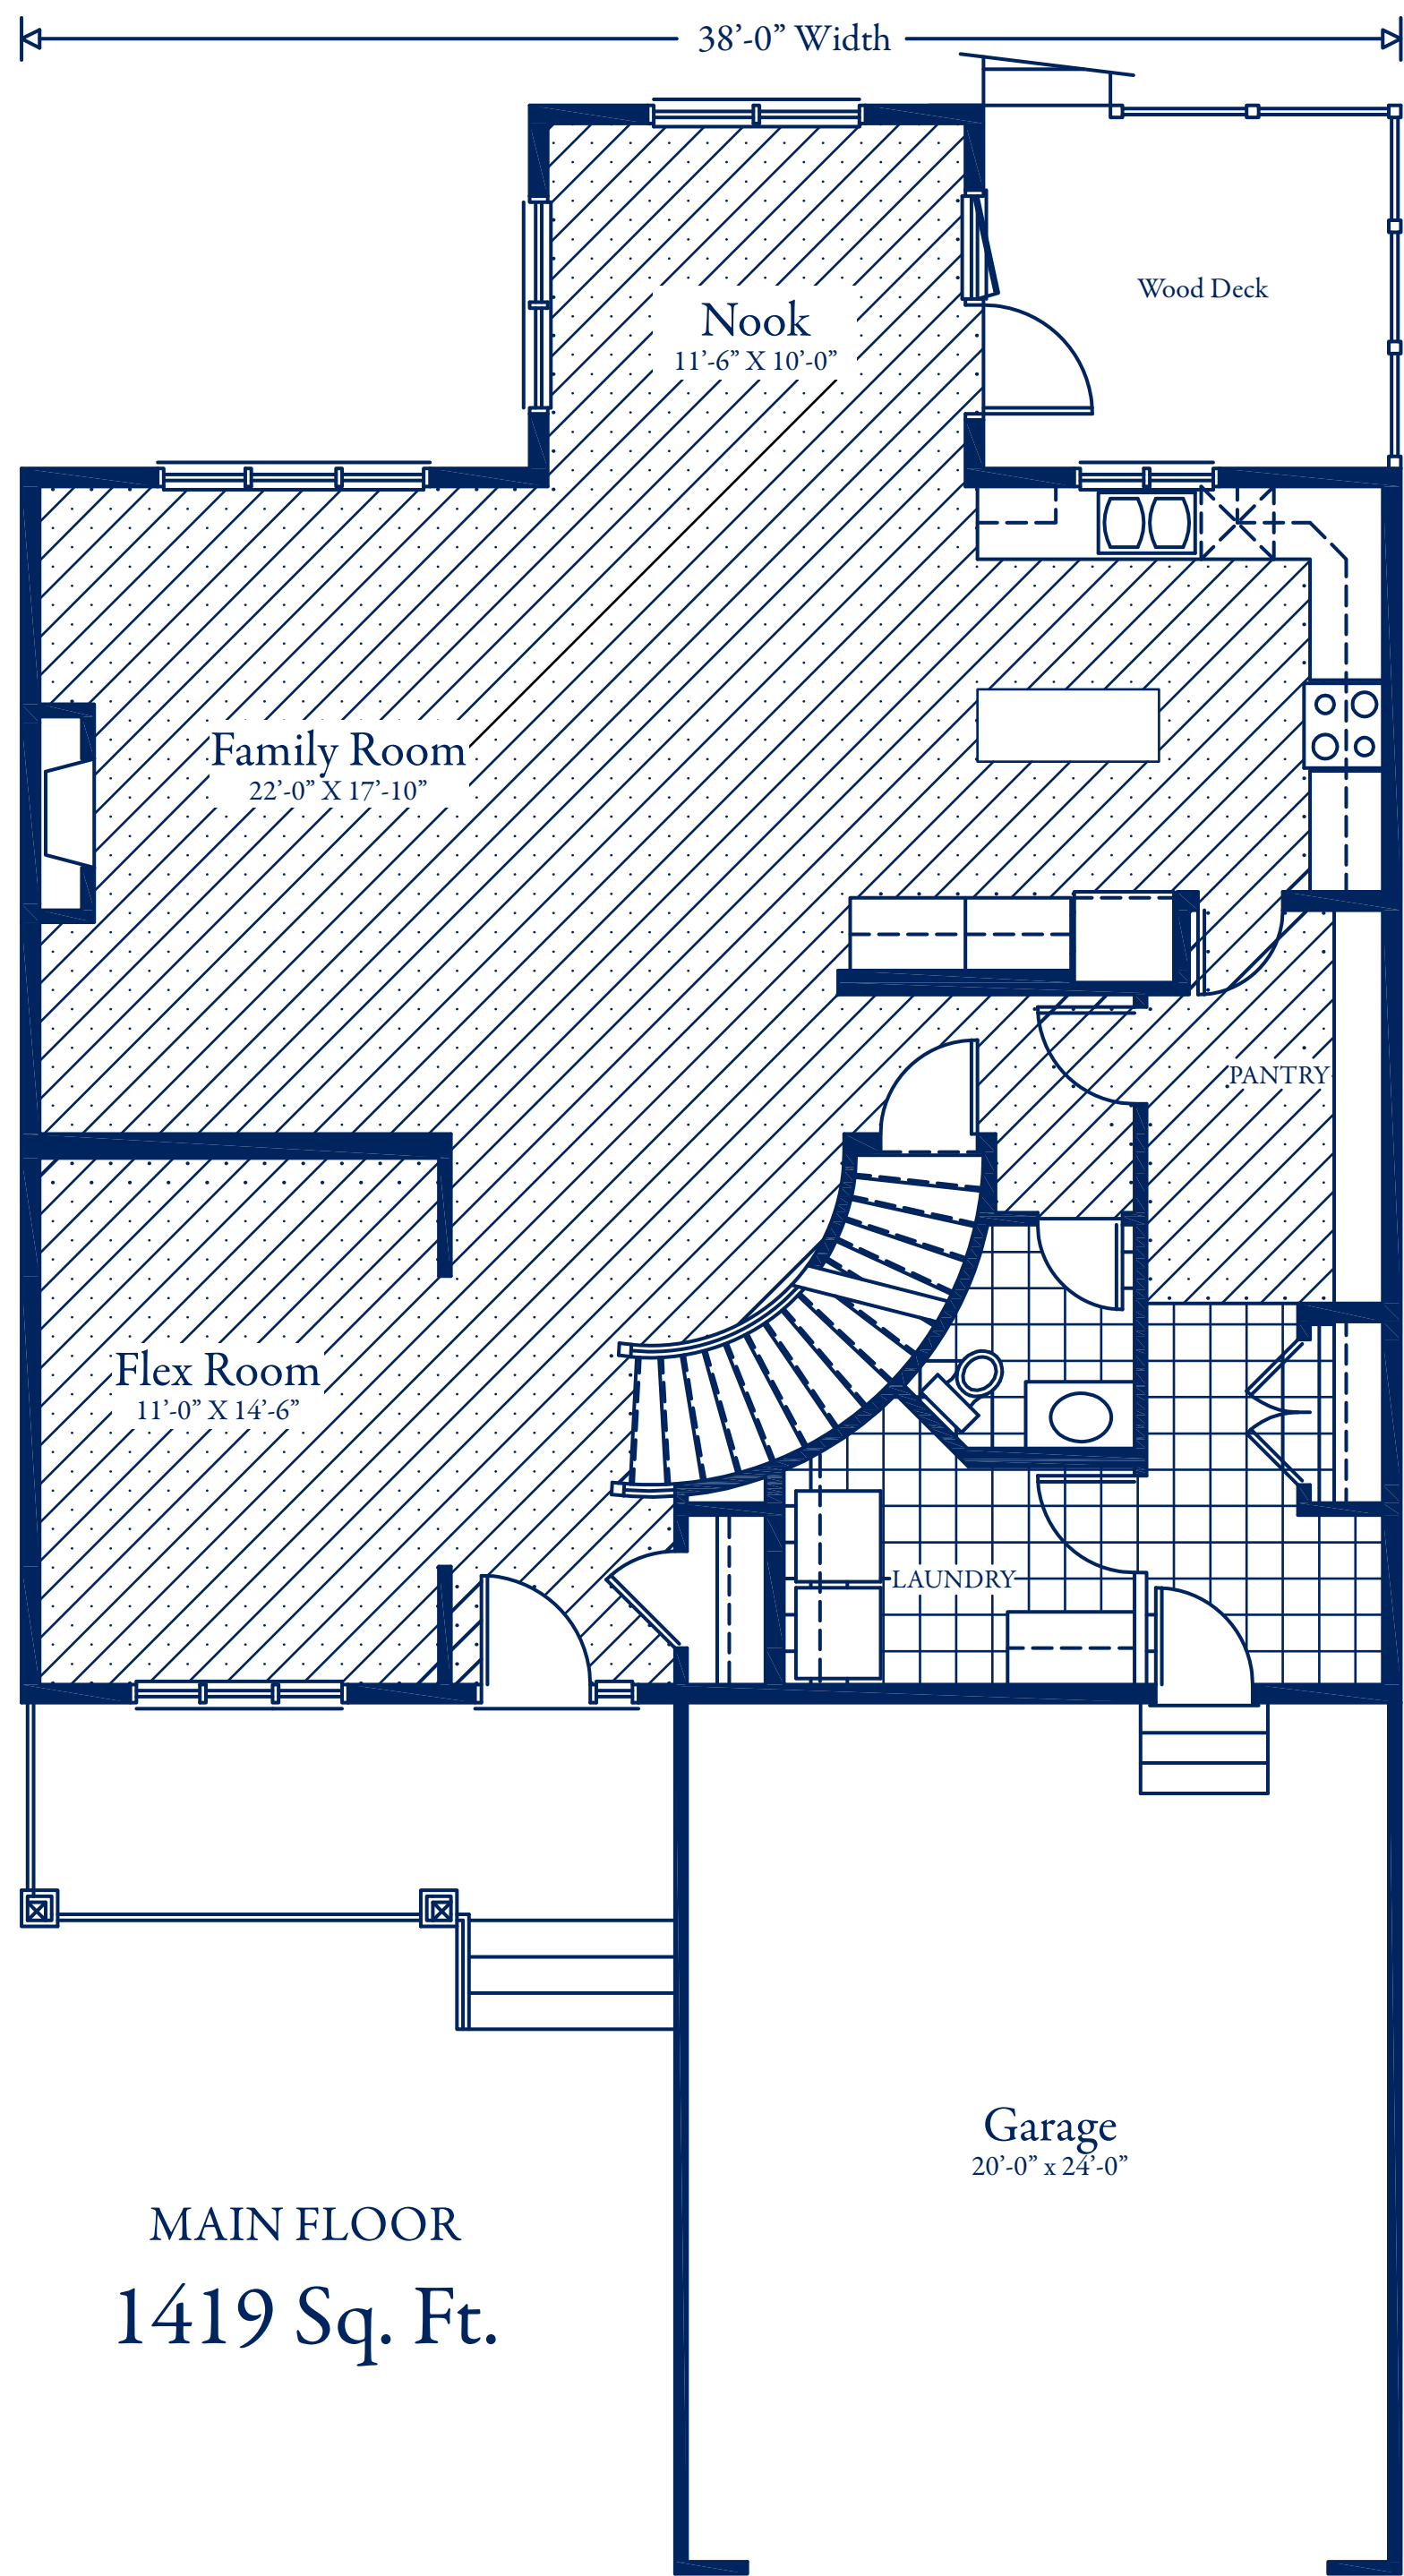 38’-0” Width
Wood Deck
Nook
11’-6” X 10’-0”
Family Room
22’-0” X 17’-10”
PANTRY
Flex Room
11’-0” X 14’-6”
LAUNDRY
Garage
20’-0” x 24’-0”
MAIN FLOOR
1419 Sq. Ft.